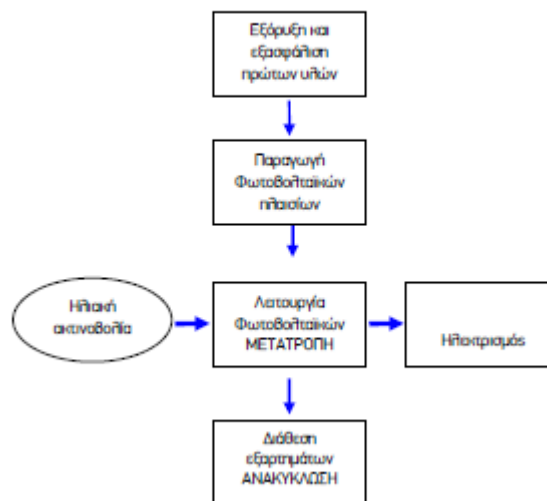 Εξόρυξη και
εξασφάλιση
πρώτων υλών
Παραγωγή
Φωτοβολταϊκών
πλαισίων
Ηλιακή
ακτινοβολία
Λειτουργία
Φωτοβολταϊκών
ΜΕΤΑΤΡΟΠΗ
Ηλεκτρισμός
Διάθεση
εξαρτημάτων
ΑΝΑΚΥΚΛΩΣΗ